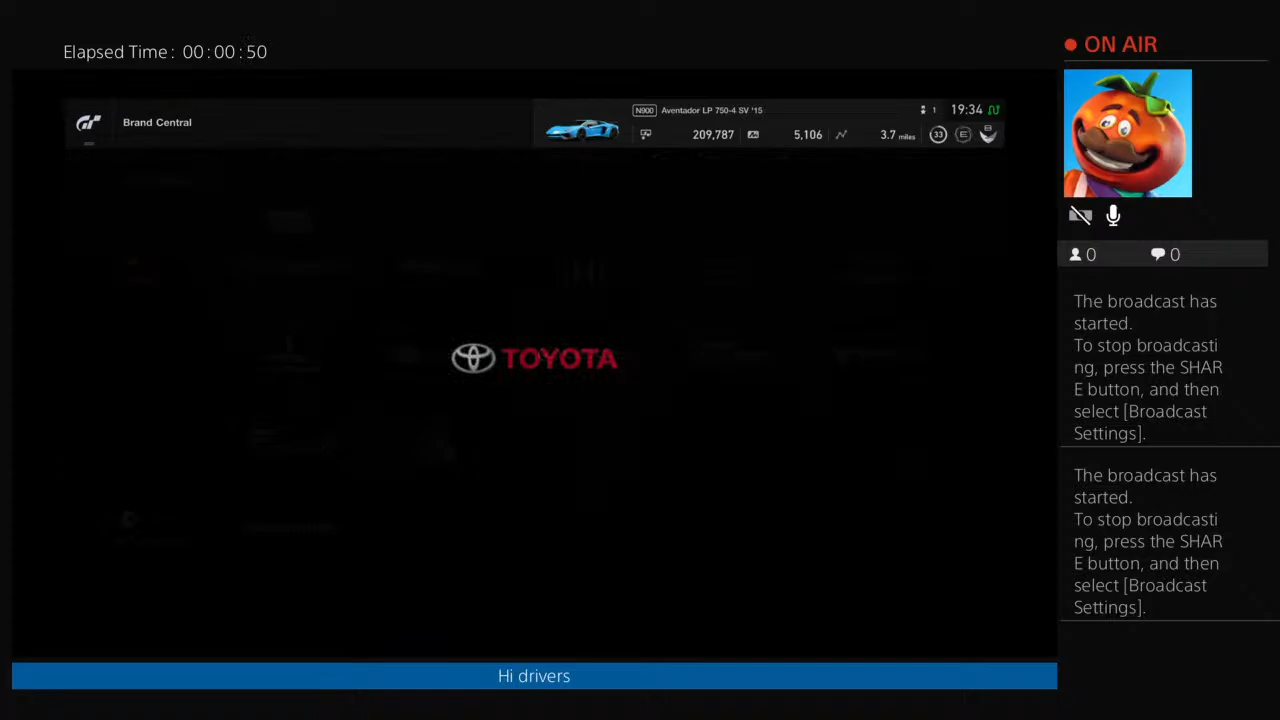 Elapsed Time: 00:00:50
ON AIR
Brand Central
N900 Aventador LP 750-4 SV '15
1 19:34
209,787 5,106 3.7 miles 33 E B
TOYOTA
0 0
The broadcast has
started.
To stop broadcasti
ng, press the SHAR
E button, and then
select [Broadcast
Settings].
The broadcast has
started.
To stop broadcasti
ng, press the SHAR
E button, and then
select [Broadcast
Settings].
Hi drivers